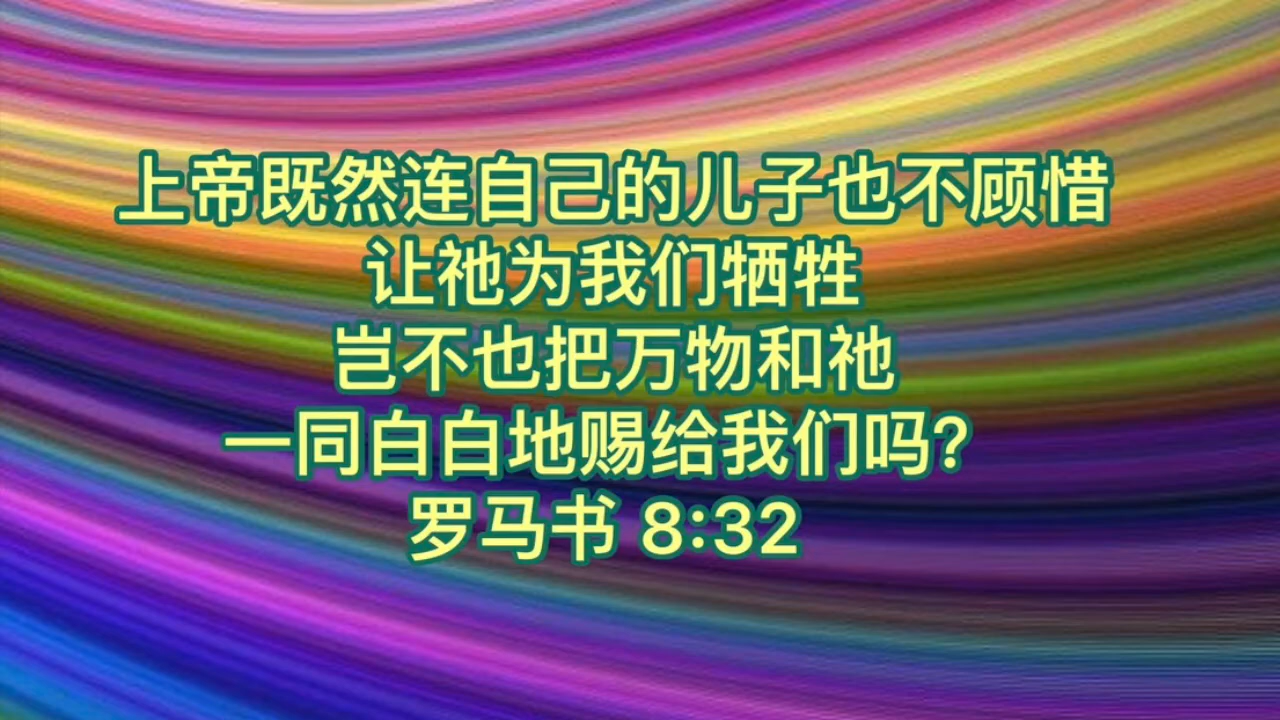 上帝既然连自己的儿子也不顾惜
让祂为我们牺牲
岂不也把万物和祂
一同白白地赐给我们吗?
罗马书 8:32